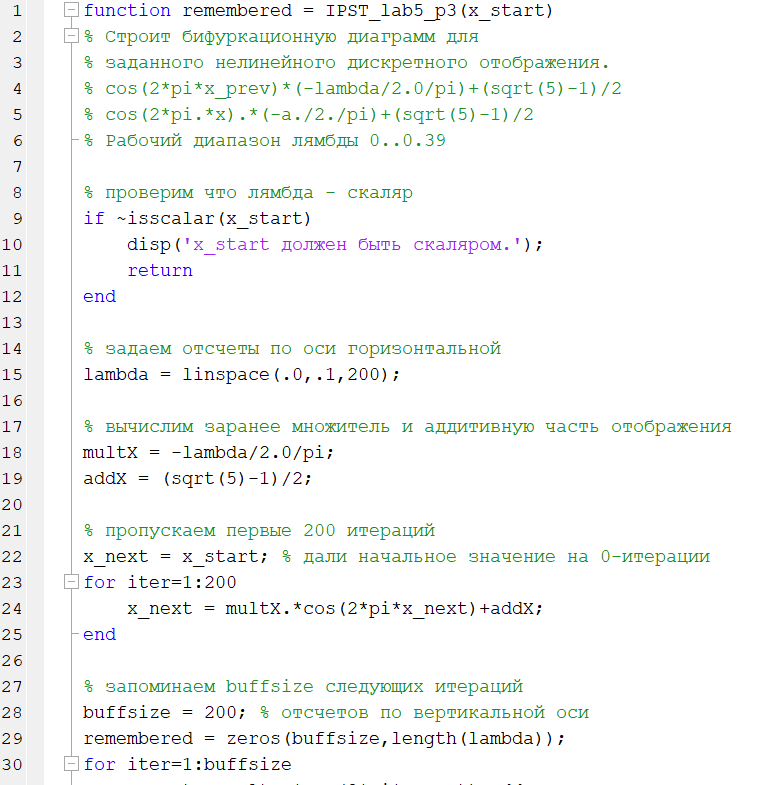 1 function remembered = IPST_lab5_p3(x_start)
2 % Строит бифуркационную диаграмм для
3 % заданного нелинейного дискретного отображения.
4 % cos(2*pi*x_prev)*(-lambda/2.0/pi)+(sqrt(5)-1)/2
5 % cos(2*pi.*x).*(-a./2./pi)+(sqrt(5)-1)/2
6 % Рабочий диапазон лямбды 0..0.39
7
8 % проверим что лямбда - скаляр
9 if ~isscalar(x_start)
10 disp('x_start должен быть скаляром.');
11 return
12 end
13
14 % задаем отсчеты по оси горизонтальной
15 lambda = linspace(.0,.1,200);
16
17 % вычислим заранее множитель и аддитивную часть отображения
18 multX = -lambda/2.0/pi;
19 addX = (sqrt(5)-1)/2;
20
21 % пропускаем первые 200 итераций
22 x_next = x_start; % дали начальное значение на 0-итерации
23 for iter=1:200
24 x_next = multX.*cos(2*pi*x_next)+addX;
25 end
26
27 % запоминаем buffsize следующих итераций
28 buffsize = 200; % отсчетов по вертикальной оси
29 remembered = zeros(buffsize,length(lambda));
30 for iter=1:buffsize